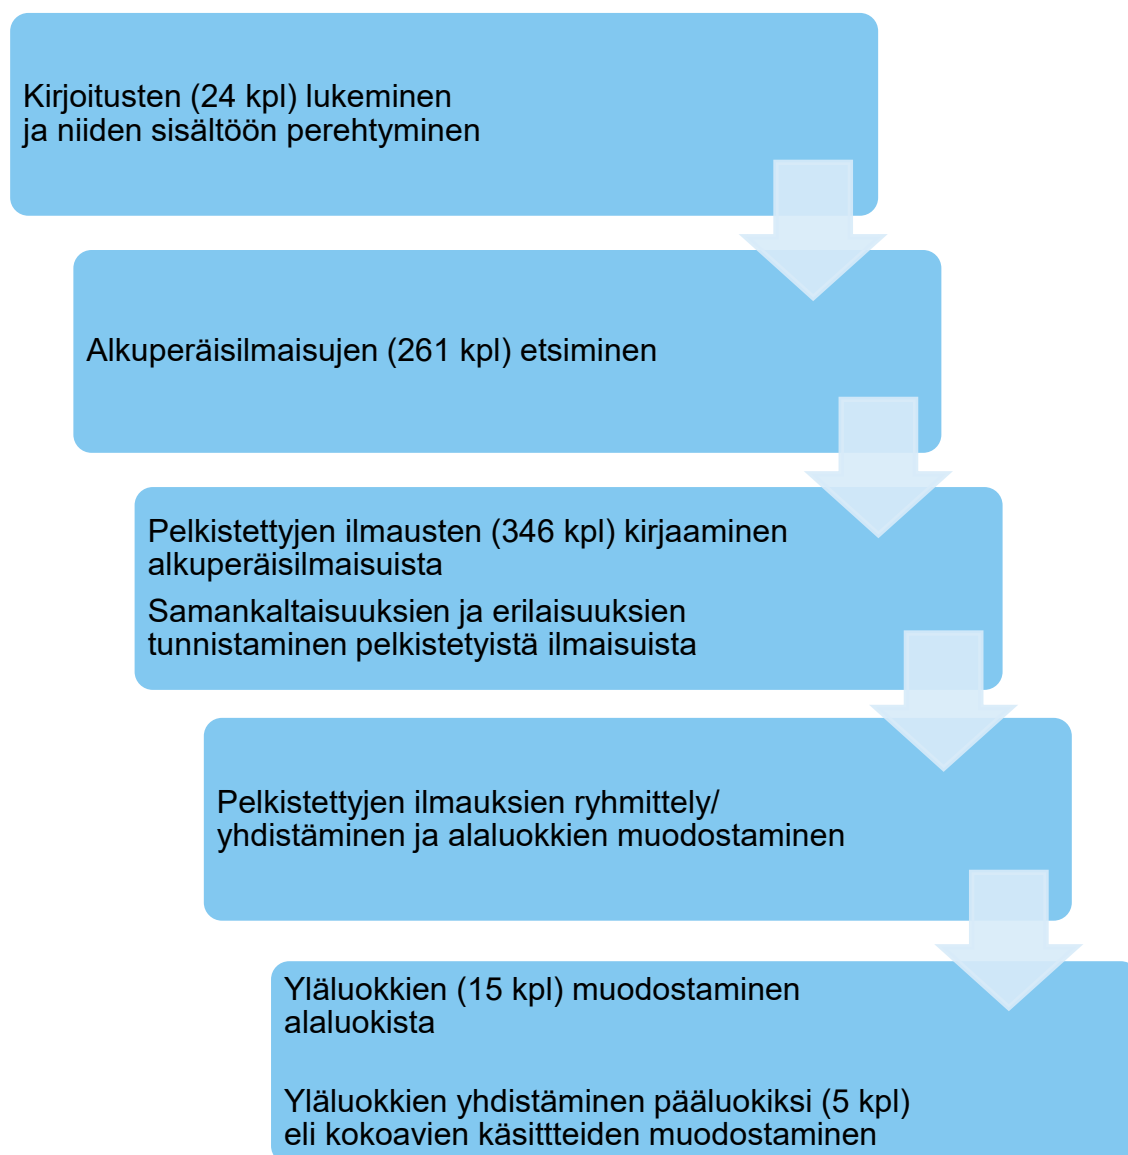 Kirjoitusten (24 kpl) lukeminen
ja niiden sisältöön perehtyminen
Alkuperäisilmaisujen (261 kpl) etsiminen
Pelkistettyjen ilmausten (346 kpl) kirjaaminen
alkuperäisilmaisuista
Samankaltaisuuksien ja erilaisuuksien
tunnistaminen pelkistetyistä ilmaisuista
Pelkistettyjen ilmauksien ryhmittely/
yhdistäminen ja alaluokkien muodostaminen
Yläluokkien (15 kpl) muodostaminen
alaluokista
Yläluokkien yhdistäminen pääluokiksi (5 kpl)
eli kokoavien käsittteiden muodostaminen